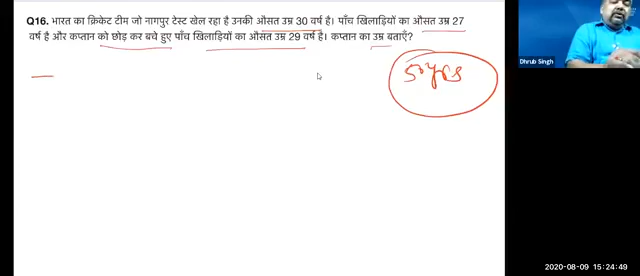 Q16. भारत का क्रिकेट टीम जो नागपुर टेस्ट खेल रहा है उनकी औसत उम्र 30 वर्ष है। पाँच खिलाड़ियों का औसत उम्र 27
वर्ष है और कप्तान को छोड़ कर बचे हुए पाँच खिलाड़ियों का औसत उम्र 29 वर्ष है। कप्तान का उम्र बताएँ?
50yrs
Dhrub Singh
2020-08-09 15:24:49